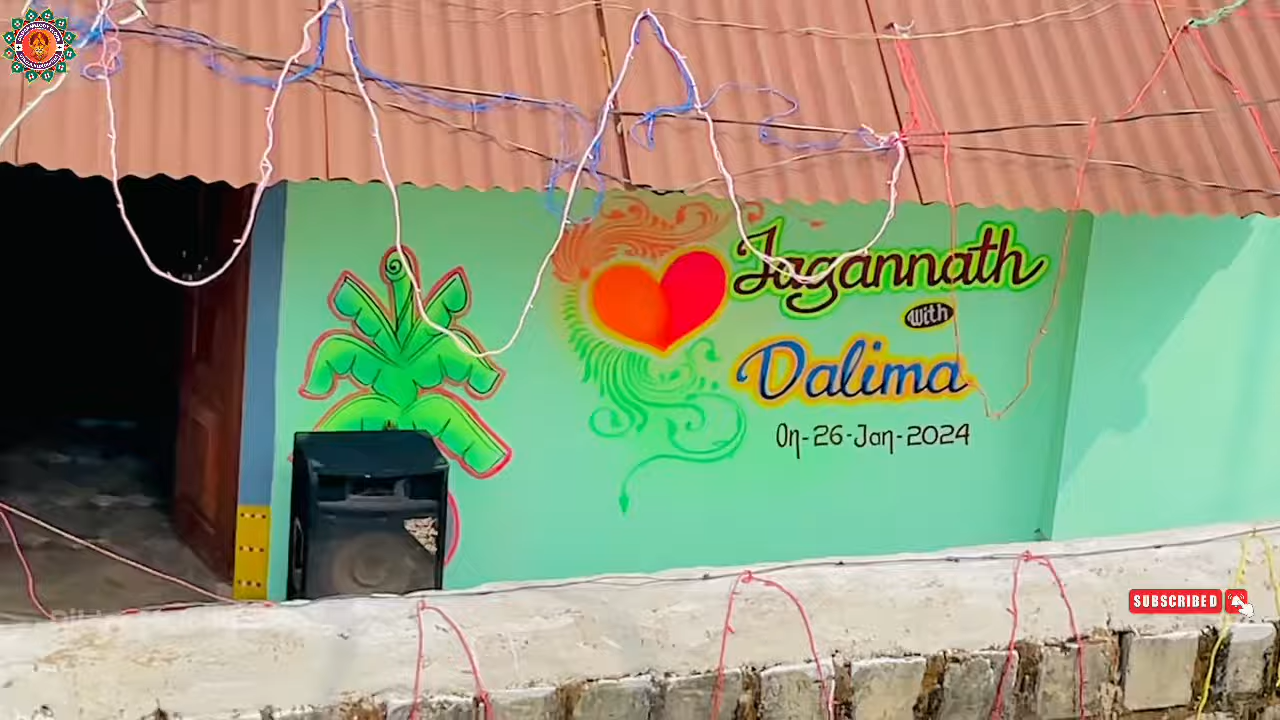 Jagannath
With
Dalima
On-26-Jan-2024
SUBSCRIBED